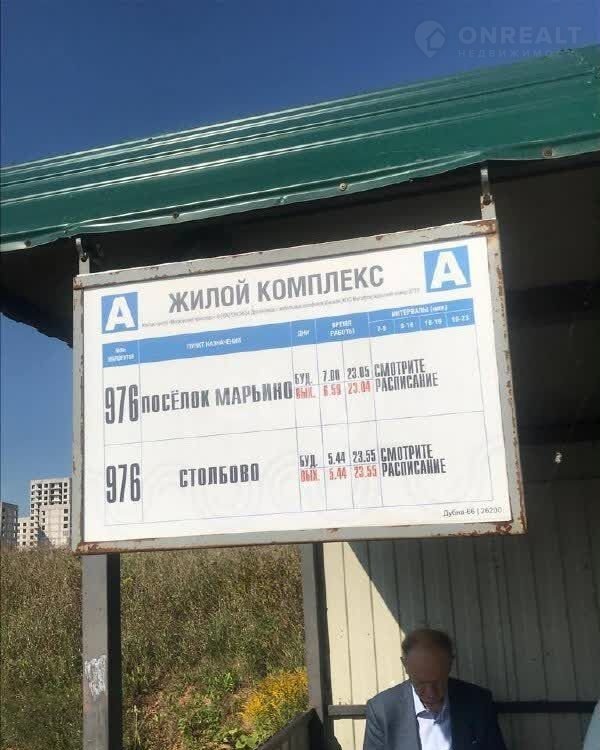 ONREALT
НЕДВИЖИМОСТЬ
А ЖИЛОЙ КОМПЛЕКС А
ПУНКТ НАЗНАЧЕНИЯ ДНИ ВРЕМЯ РАБОТЫ ИНТЕРВАЛЫ (мин)
МАРШРУТОВ 7-9 9-16 16-19 19-23
976 ПОСЁЛОК МАРЬИНО БУД. 7.00 23.05 СМОТРИТЕ
ВЫХ. 6.59 23.04 РАСПИСАНИЕ
976 СТОЛБОВО БУД. 5.44 23.55 СМОТРИТЕ
ВЫХ. 5.44 23.55 РАСПИСАНИЕ
Дубна-66 | 26200